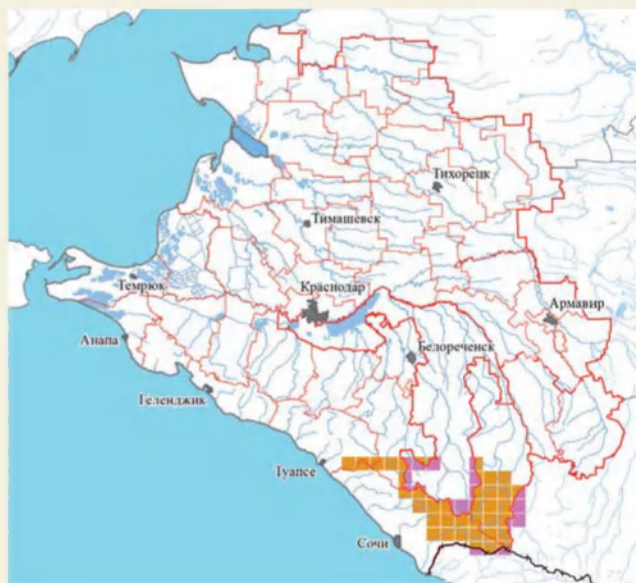 Тихорецк
Тимашевск
Темрюк
Краснодар
Армавир
Анапа
Белореченск
Геленджик
Туапсе
Сочи